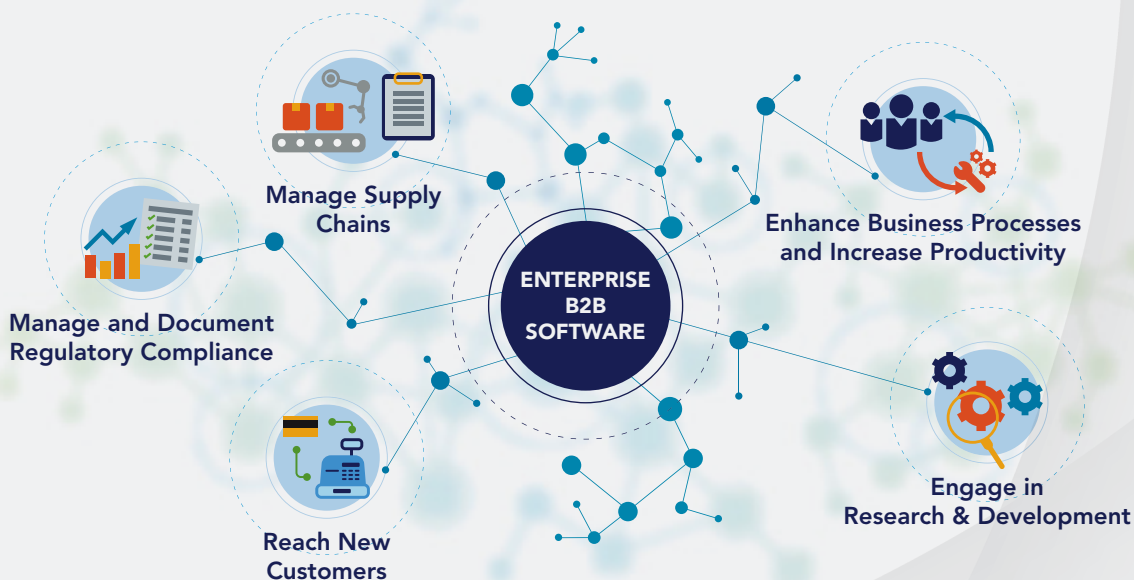 Manage Supply
Chains
Enhance Business Processes
and Increase Productivity
ENTERPRISE
B2B
SOFTWARE
Manage and Document
Regulatory Compliance
Engage in
Research & Development
Reach New
Customers